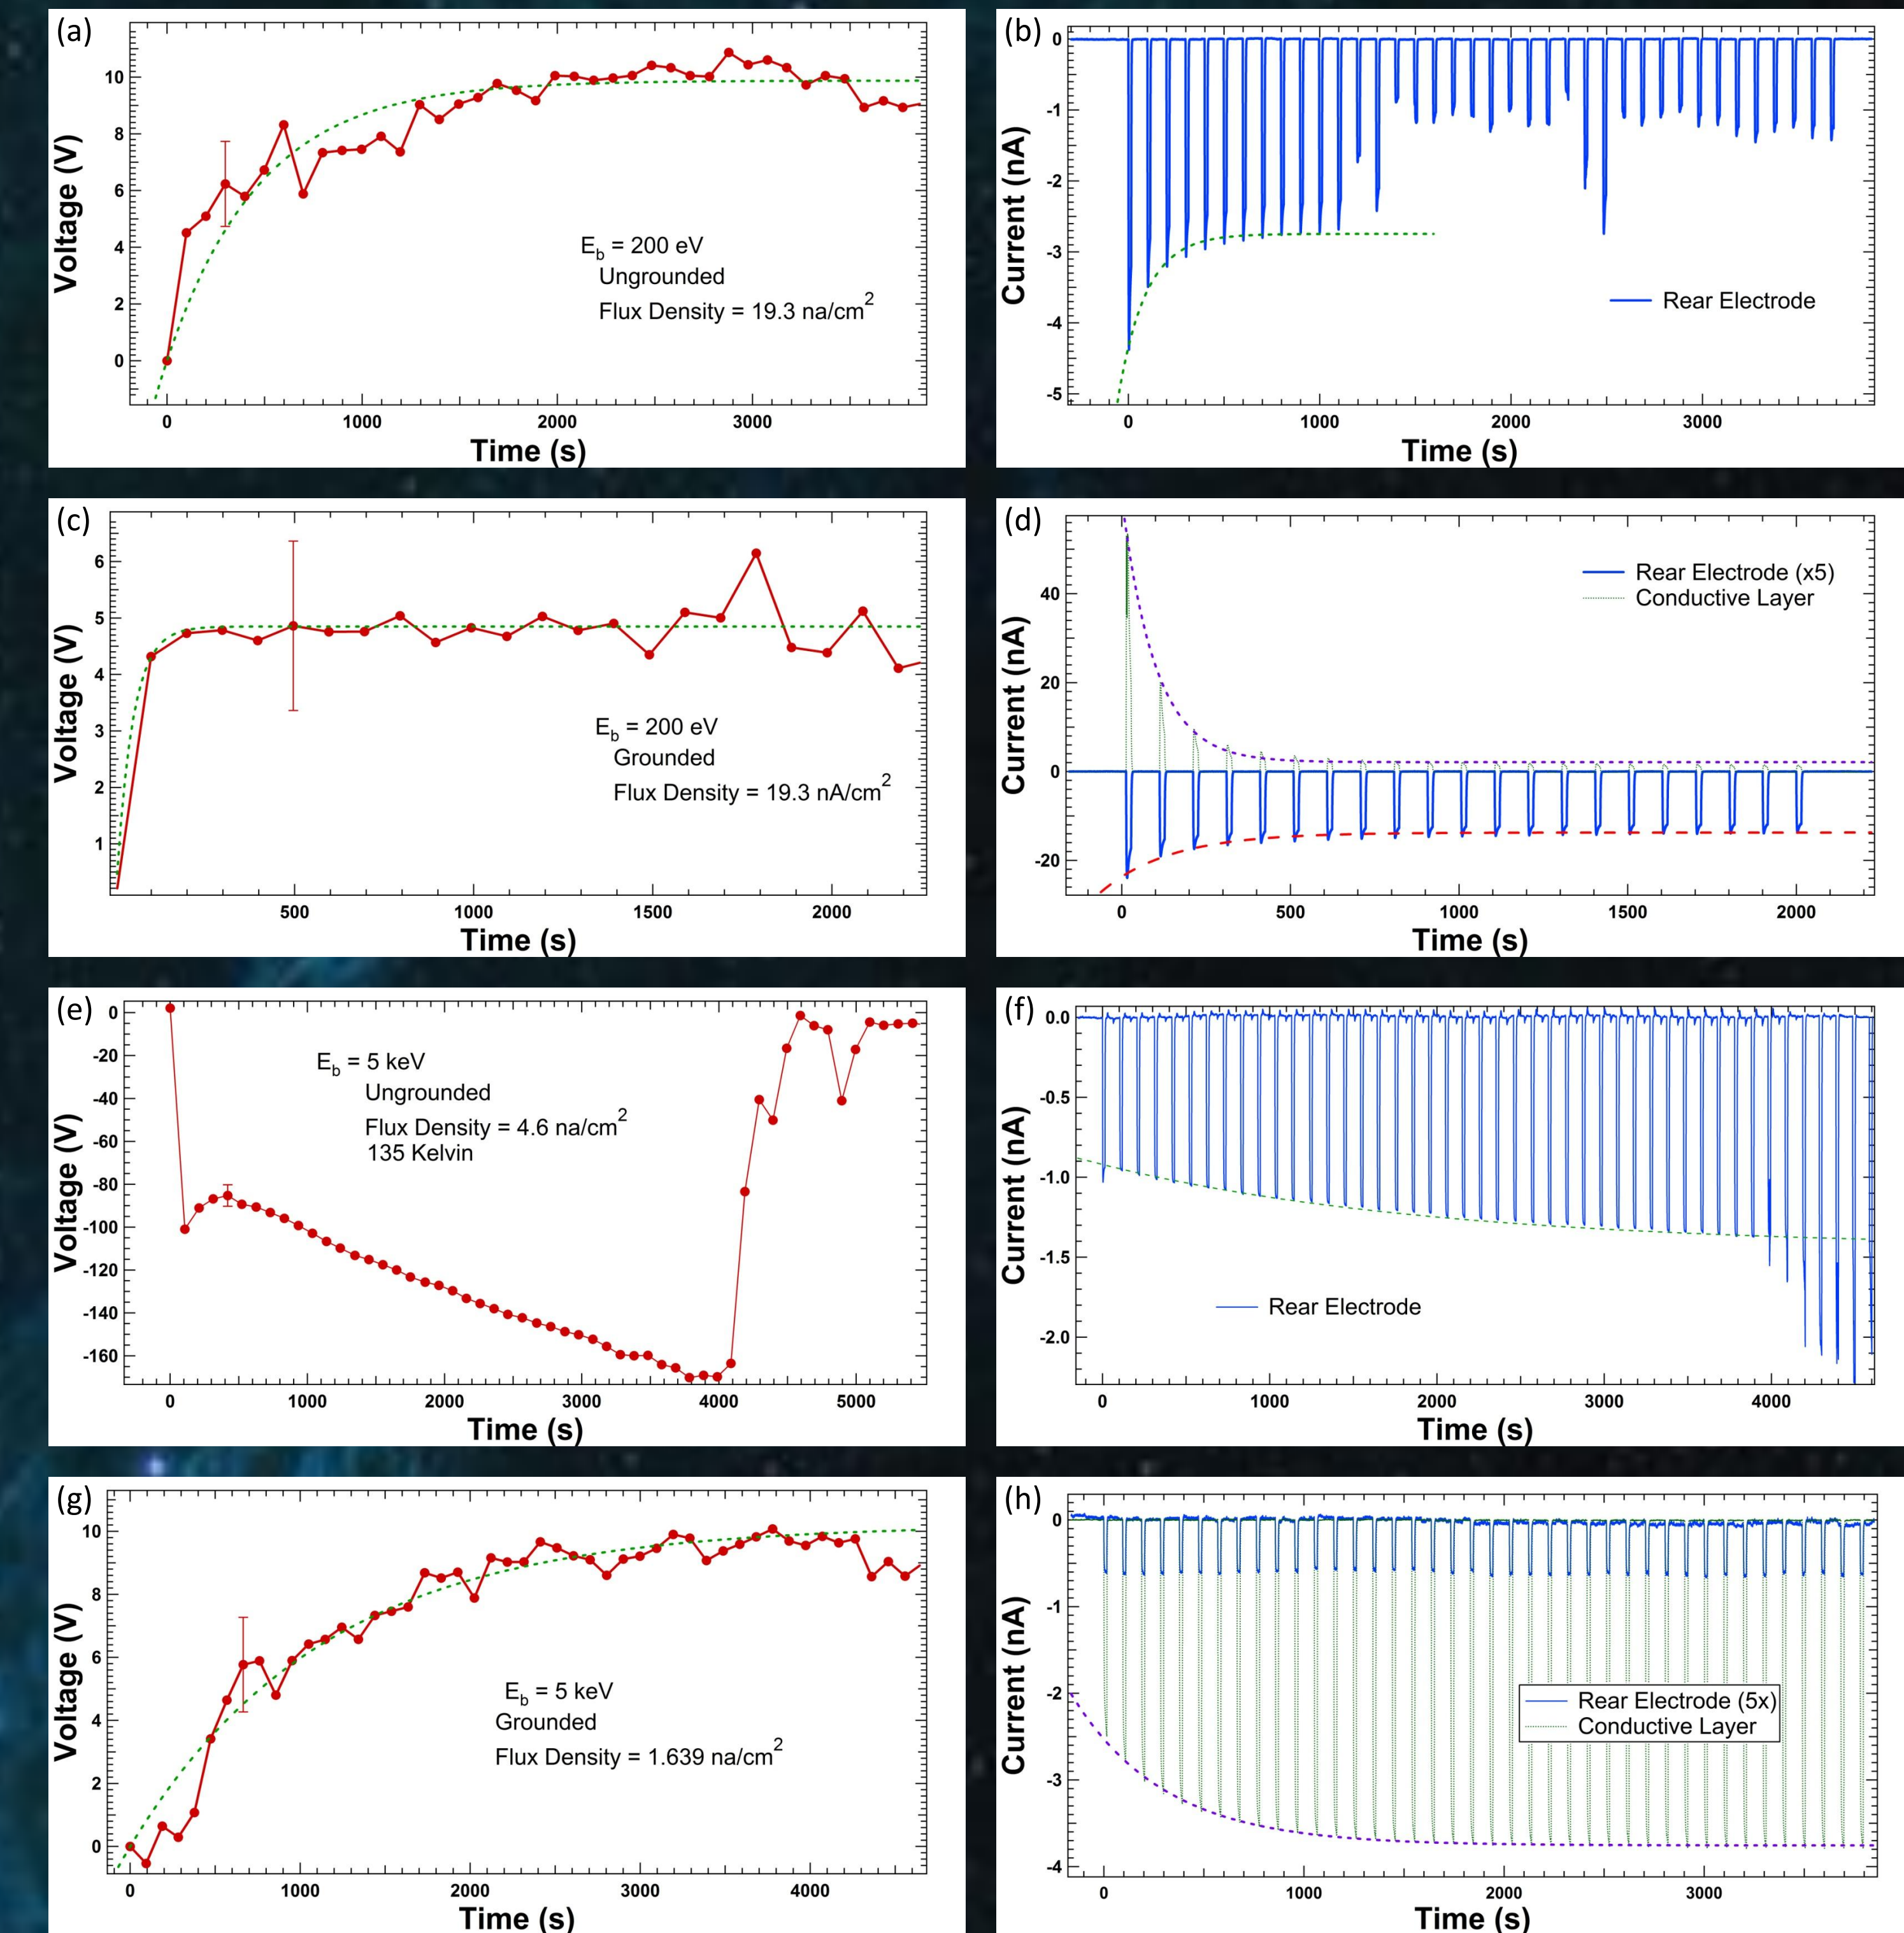 (a)
Voltage (V)
10
8
6
4
2
0
E_b = 200 eV
Ungrounded
Flux Density = 19.3 na/cm²
0 1000 2000 3000
Time (s)
(b)
Current (nA)
0
-1
-2
-3
-4
-5
Rear Electrode
0 1000 2000 3000
Time (s)
(c)
Voltage (V)
6
5
4
3
2
1
E_b = 200 eV
Grounded
Flux Density = 19.3 nA/cm²
500 1000 1500 2000
Time (s)
(d)
Current (nA)
40
20
0
-20
Rear Electrode (x5)
Conductive Layer
0 500 1000 1500 2000
Time (s)
(e)
Voltage (V)
0
-20
-40
-60
-80
-100
-120
-140
-160
E_b = 5 keV
Ungrounded
Flux Density = 4.6 na/cm²
135 Kelvin
0 1000 2000 3000 4000 5000
Time (s)
(f)
Current (nA)
0.0
-0.5
-1.0
-1.5
-2.0
Rear Electrode
0 1000 2000 3000 4000
Time (s)
(g)
Voltage (V)
10
8
6
4
2
0
E_b = 5 keV
Grounded
Flux Density = 1.639 na/cm²
0 1000 2000 3000 4000
Time (s)
(h)
Current (nA)
0
-1
-2
-3
-4
Rear Electrode (5x)
Conductive Layer
0 1000 2000 3000
Time (s)